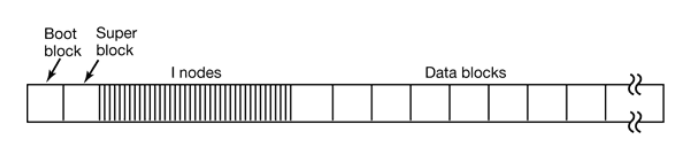 Boot
block
Super
block
I nodes
Data blocks